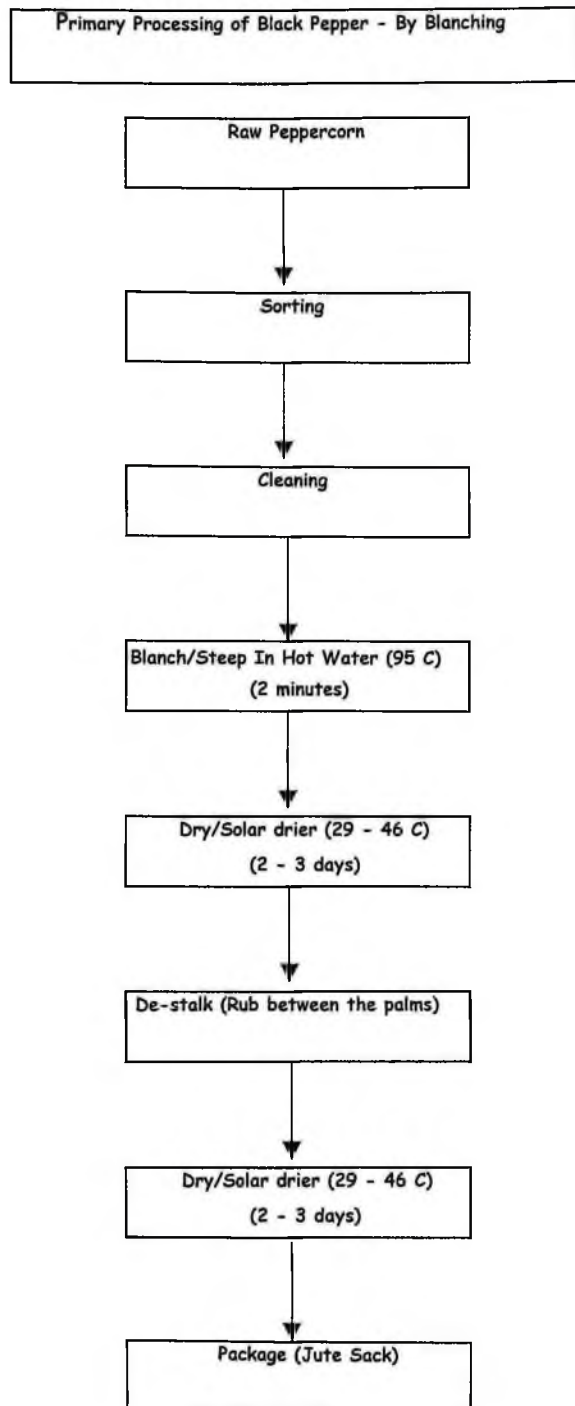 Primary Processing of Black Pepper - By Blanching
Raw Peppercorn
Sorting
Cleaning
Blanch/Steep In Hot Water (95 C)
(2 minutes)
Dry/Solar drier (29 - 46 C)
(2 - 3 days)
De-stalk (Rub between the palms)
Dry/Solar drier (29 - 46 C)
(2 - 3 days)
Package (Jute Sack)